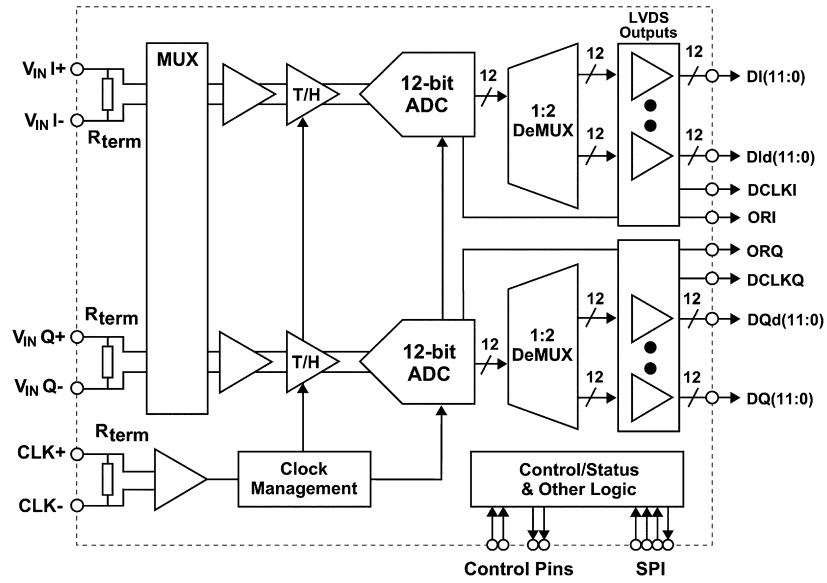 LVDS
Outputs
V_IN I+
V_IN I-
R_term
MUX
T/H
12-bit
ADC
12
1:2
DeMUX
12
12
12
12
DI(11:0)
DId(11:0)
DCLKI
ORI
ORQ
DCLKQ
V_IN Q+
V_IN Q-
R_term
T/H
12-bit
ADC
12
1:2
DeMUX
12
12
12
12
DQd(11:0)
DQ(11:0)
CLK+
CLK-
R_term
Clock
Management
Control/Status
& Other Logic
Control Pins
SPI